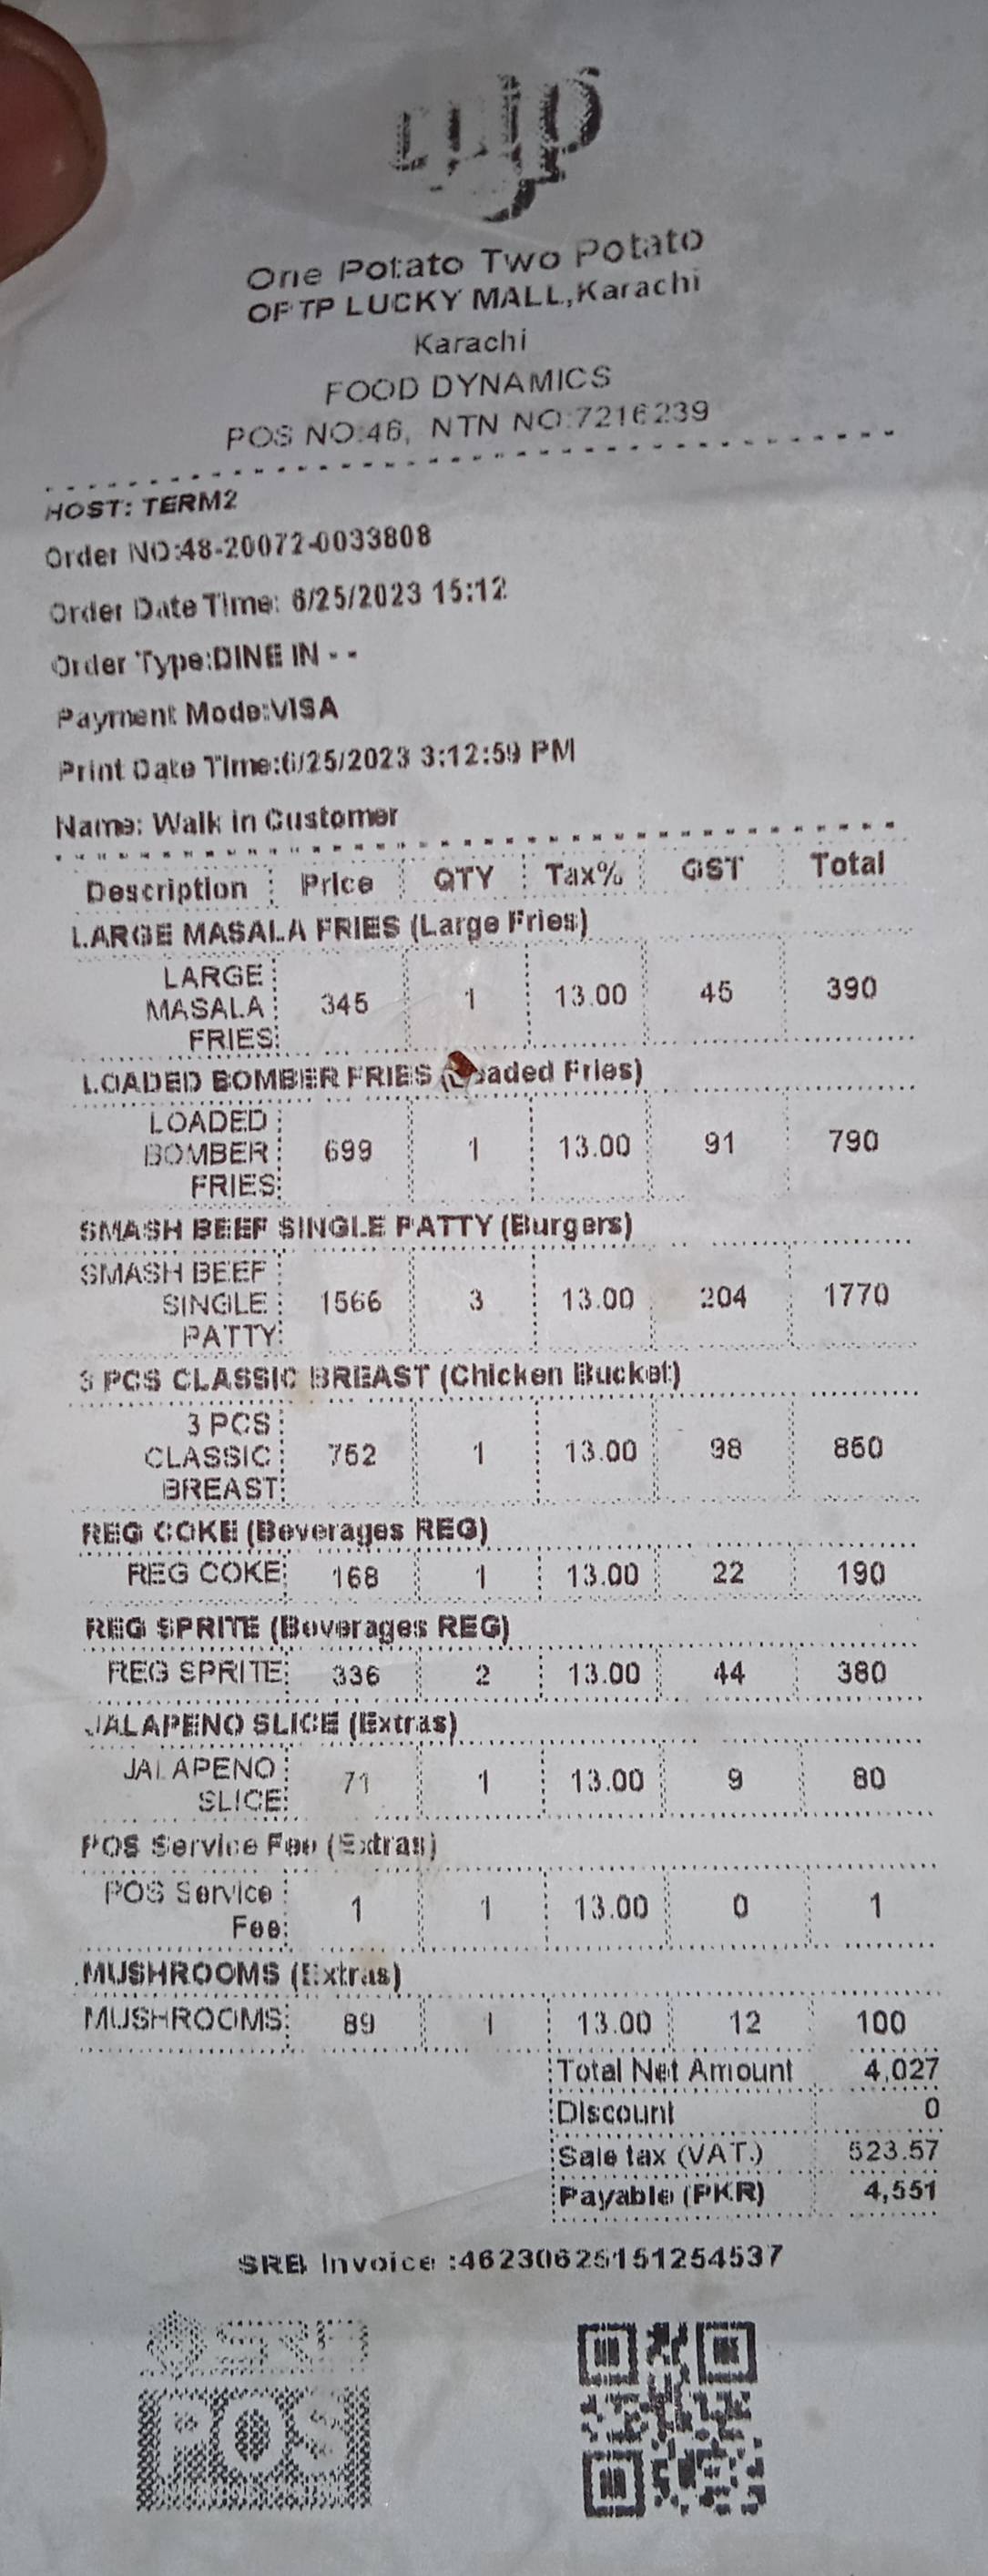 One Potato Two Potato
OPTP LUCKY MALL,Karachi
Karachi
FOOD DYNAMICS
POS NO:48, NTN NO:7216239
HOST: TERM2
Order NO:48-20072-0033808
Order Date Time: 6/25/2023 15:12
Order Type:DINE IN - -
Payment Mode:VISA
Print Date Time:6/25/2023 3:12:59 PM
Name: Walk in Customer
Description Price QTY Tax% GST Total
LARGE MASALA FRIES (Large Fries)
LARGE
MASALA 345 1 13.00 45 390
FRIES
LOADED BOMBER FRIES (Loaded Fries)
LOADED
BOMBER 699 1 13.00 91 790
FRIES
SMASH BEEF SINGLE PATTY (Burgers)
SMASH BEEF
SINGLE 1566 3 13.00 204 1770
PATTY
3 PCS CLASSIC BREAST (Chicken Bucket)
3 PCS
CLASSIC 752 1 13.00 98 850
BREAST
REG COKE (Beverages REG)
REG COKE 168 1 13.00 22 190
REG SPRITE (Beverages REG)
REG SPRITE 336 2 13.00 44 380
JALAPENO SLICE (Extras)
JALAPENO 71 1 13.00 9 80
SLICE
POS Service Fee (Extras)
POS Service 1 1 13.00 0 1
Fee
MUSHROOMS (Extras)
MUSHROOMS 89 1 13.00 12 100
Total Net Amount 4,027
Discount 0
Sale tax (VAT.) 523.57
Payable (PKR) 4,551
SRB Invoice :46230625151254537
POS